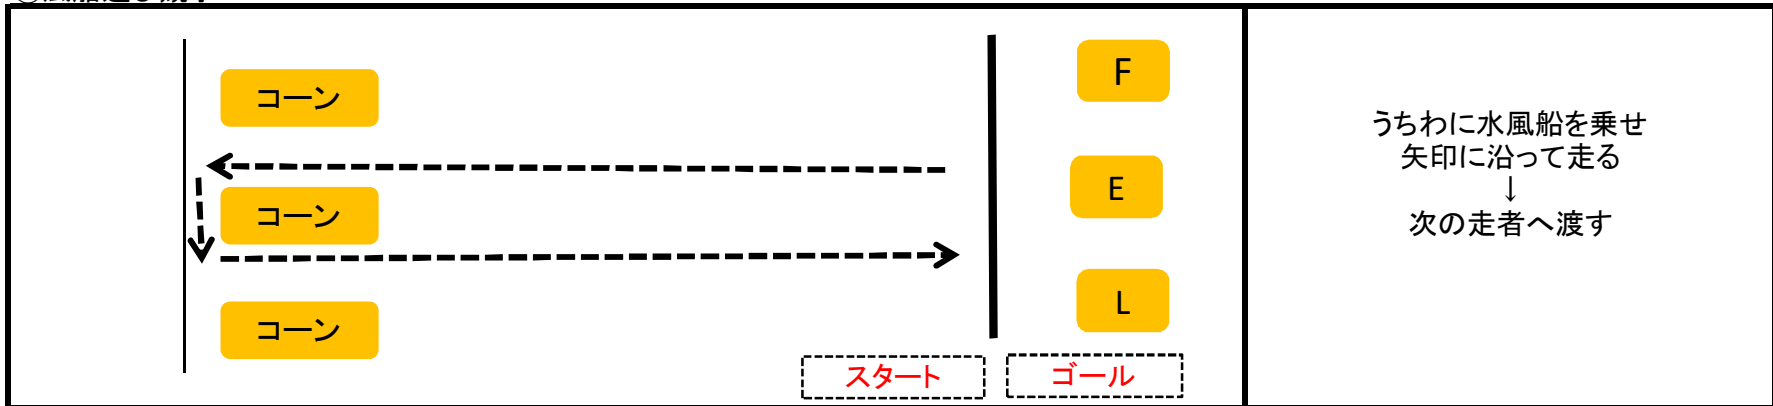 コーン
F
コーン
E
コーン
L
スタート
ゴール
うちわに水風船を乗せ
矢印に沿って走る
↓
次の走者へ渡す